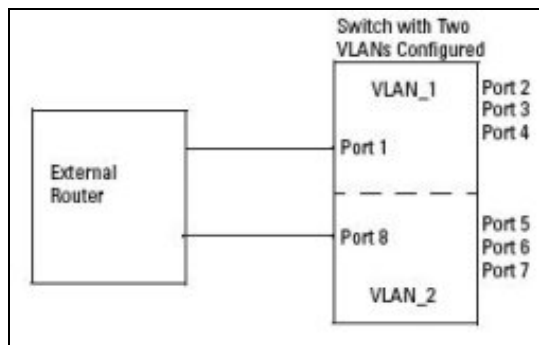 Switch with Two
VLANs Configured
VLAN_1
Port 2
Port 3
Port 4
Port 1
External
Router
Port 8
Port 5
Port 6
Port 7
VLAN_2